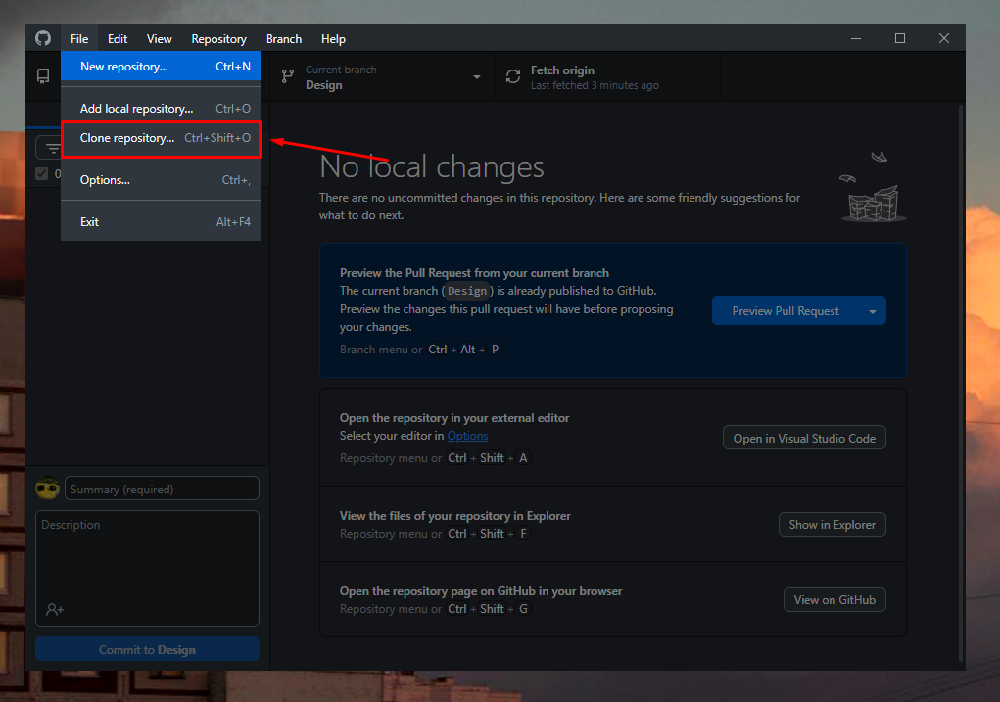 File Edit View Repository Branch Help
New repository... Ctrl+N
Add local repository... Ctrl+O
Clone repository... Ctrl+Shift+O
Options... Ctrl+,
Exit Alt+F4
Current branch
Design
Fetch origin
Last fetched 3 minutes ago
0
No local changes
There are no uncommitted changes in this repository. Here are some friendly suggestions for
what to do next.
Preview the Pull Request from your current branch
The current branch (Design) is already published to GitHub.
Preview the changes this pull request will have before proposing
your changes.
Branch menu or Ctrl + Alt + P
Preview Pull Request
Open the repository in your external editor
Select your editor in Options
Repository menu or Ctrl + Shift + A
Open in Visual Studio Code
View the files of your repository in Explorer
Repository menu or Ctrl + Shift + F
Show in Explorer
Open the repository page on GitHub in your browser
Repository menu or Ctrl + Shift + G
View on GitHub
Summary (required)
Description
Commit to Design